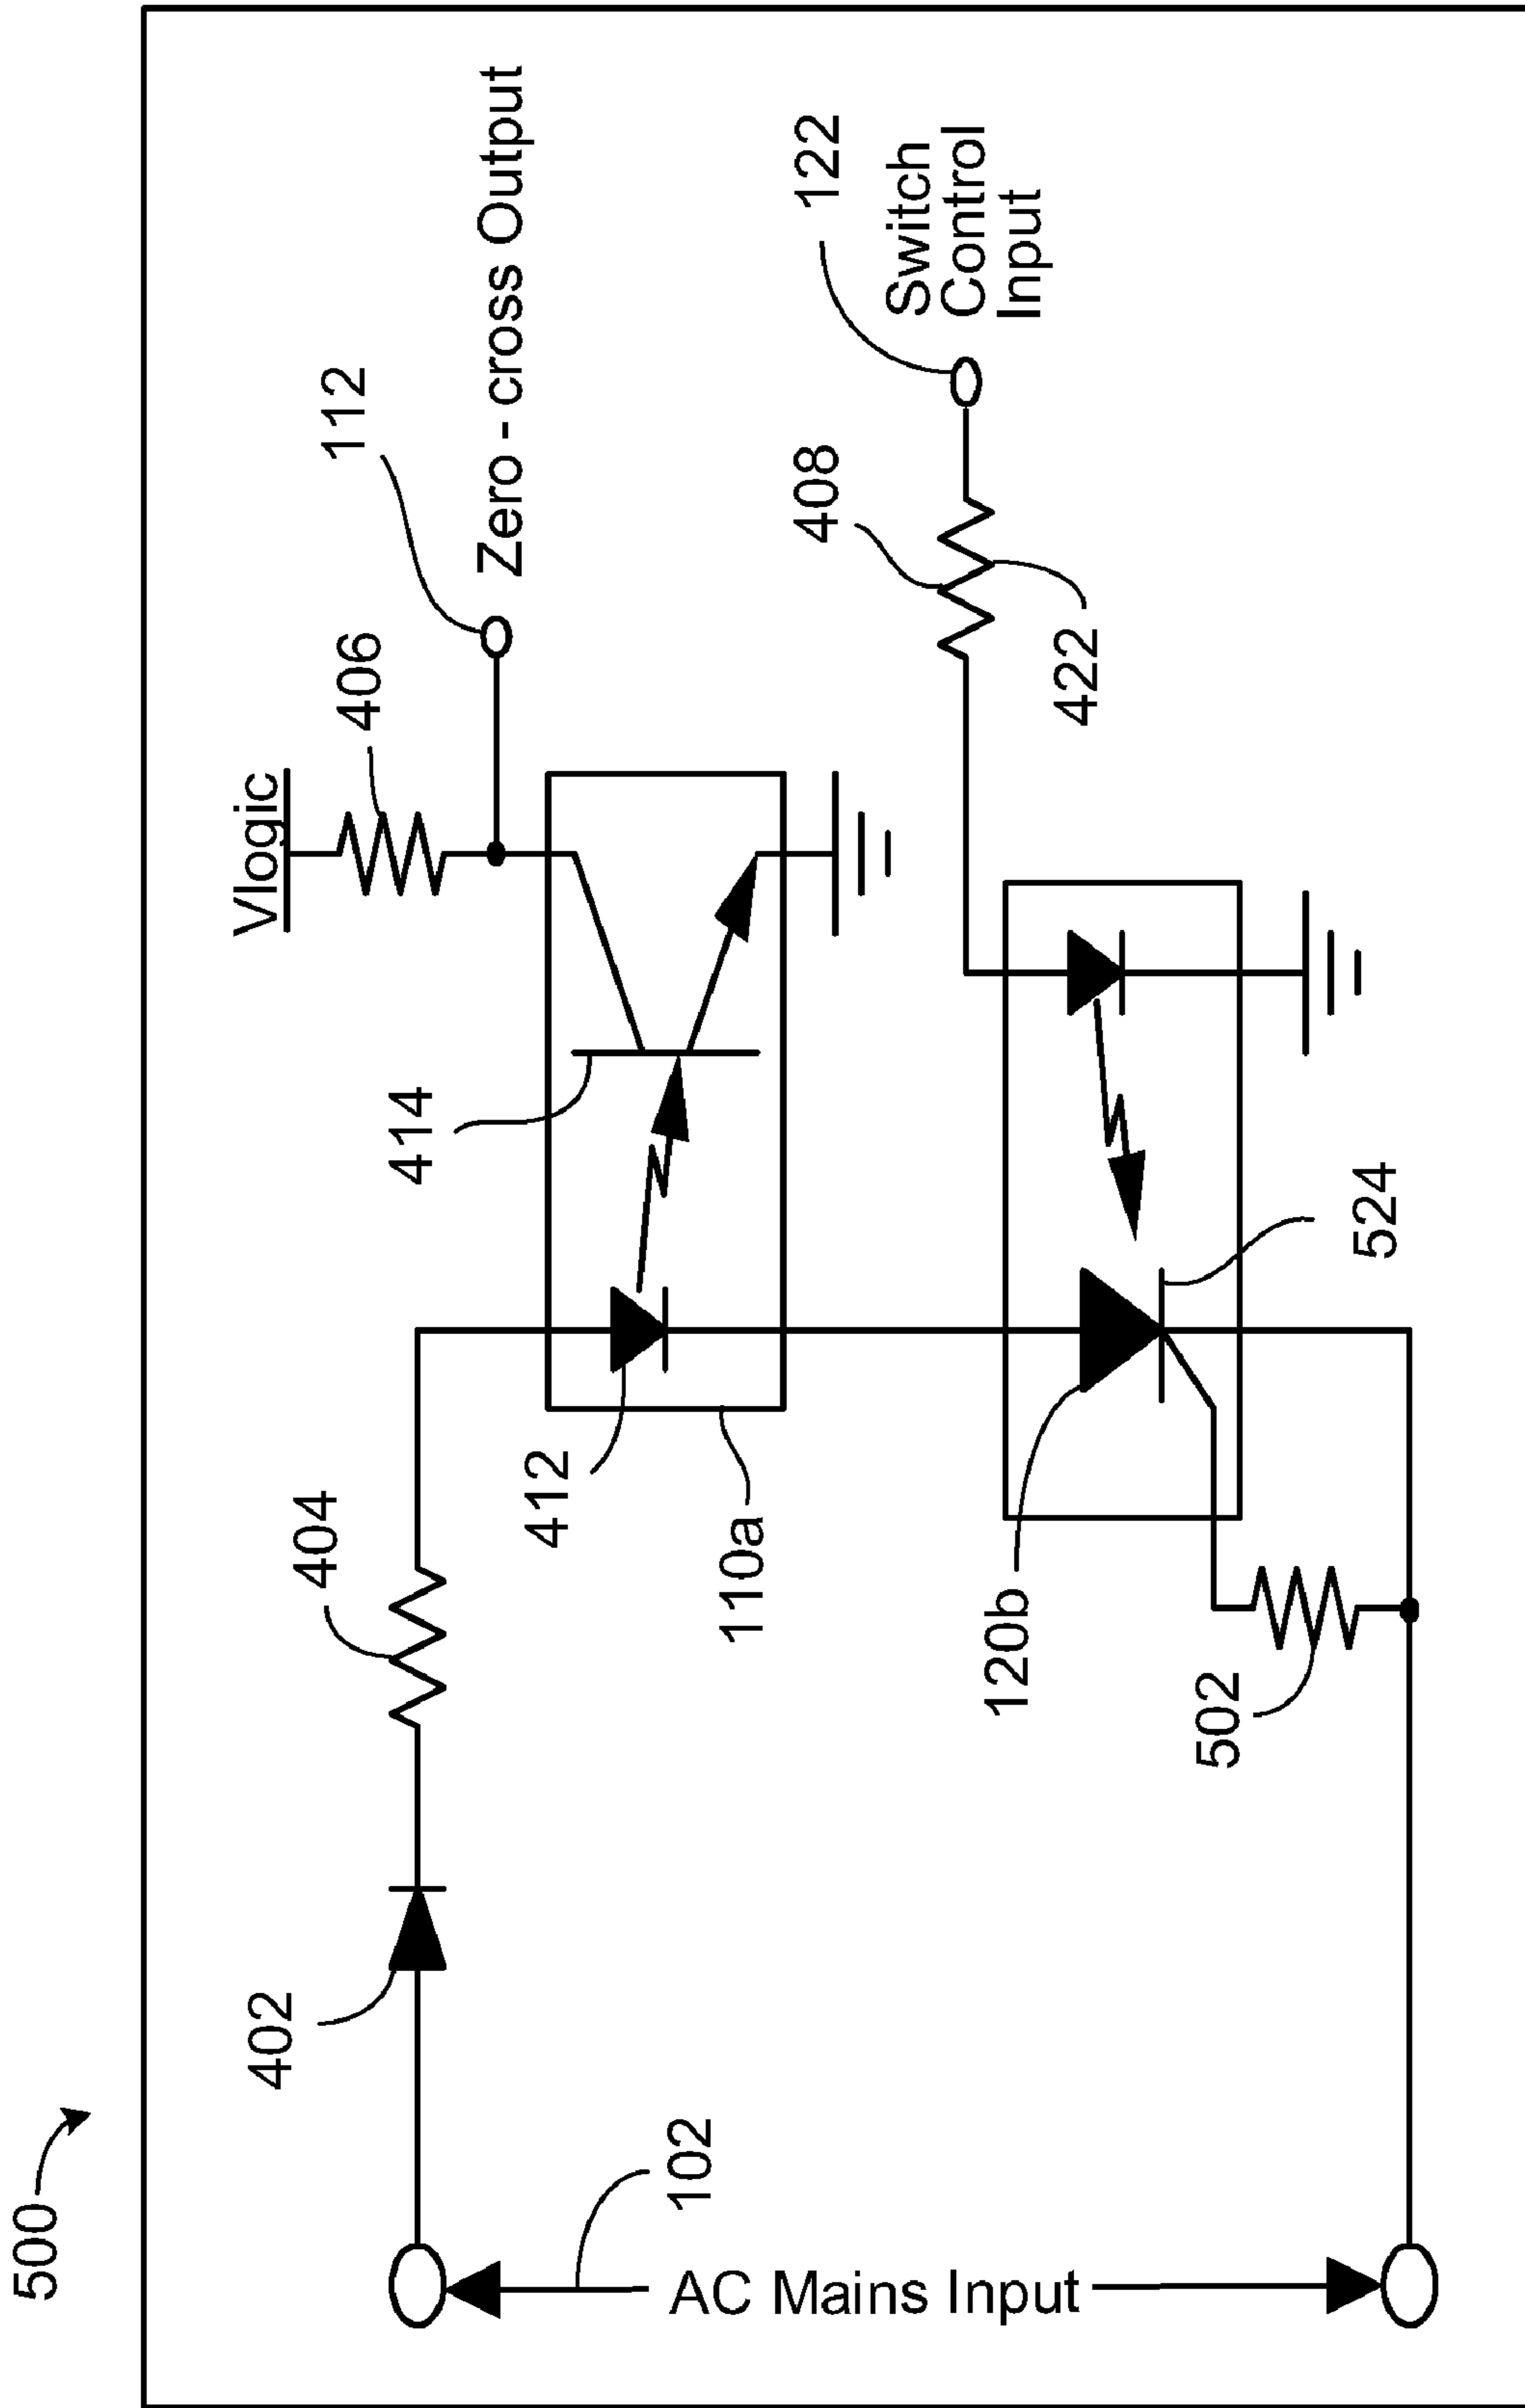 500
402
404
Vlogic
406
112
Zero - cross Output
102
AC Mains Input
412
110a
414
408
122
Switch
Control
Input
422
120b
502
524